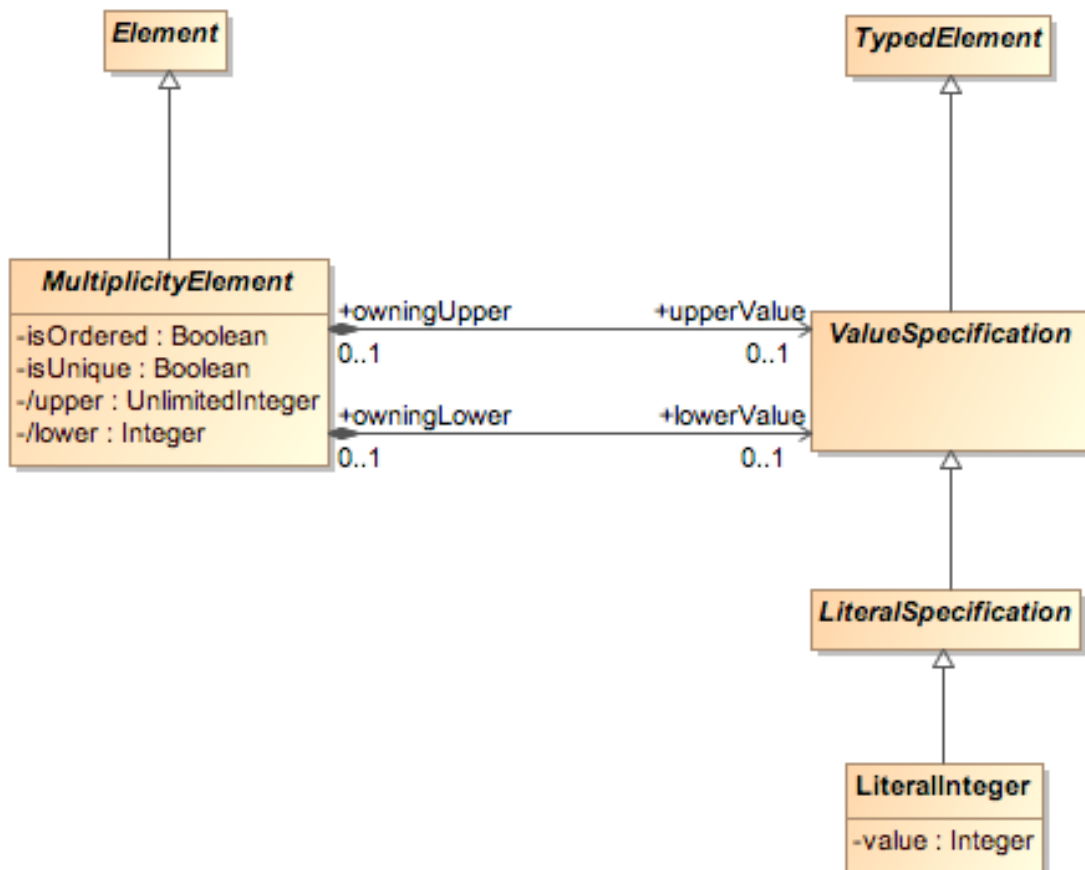 Element
TypedElement
MultiplicityElement
-isOrdered : Boolean
-isUnique : Boolean
-/upper : UnlimitedInteger
-/lower : Integer
+owningUpper
+upperValue
0..1
0..1
+owningLower
+lowerValue
0..1
0..1
ValueSpecification
LiteralSpecification
LiteralInteger
-value : Integer